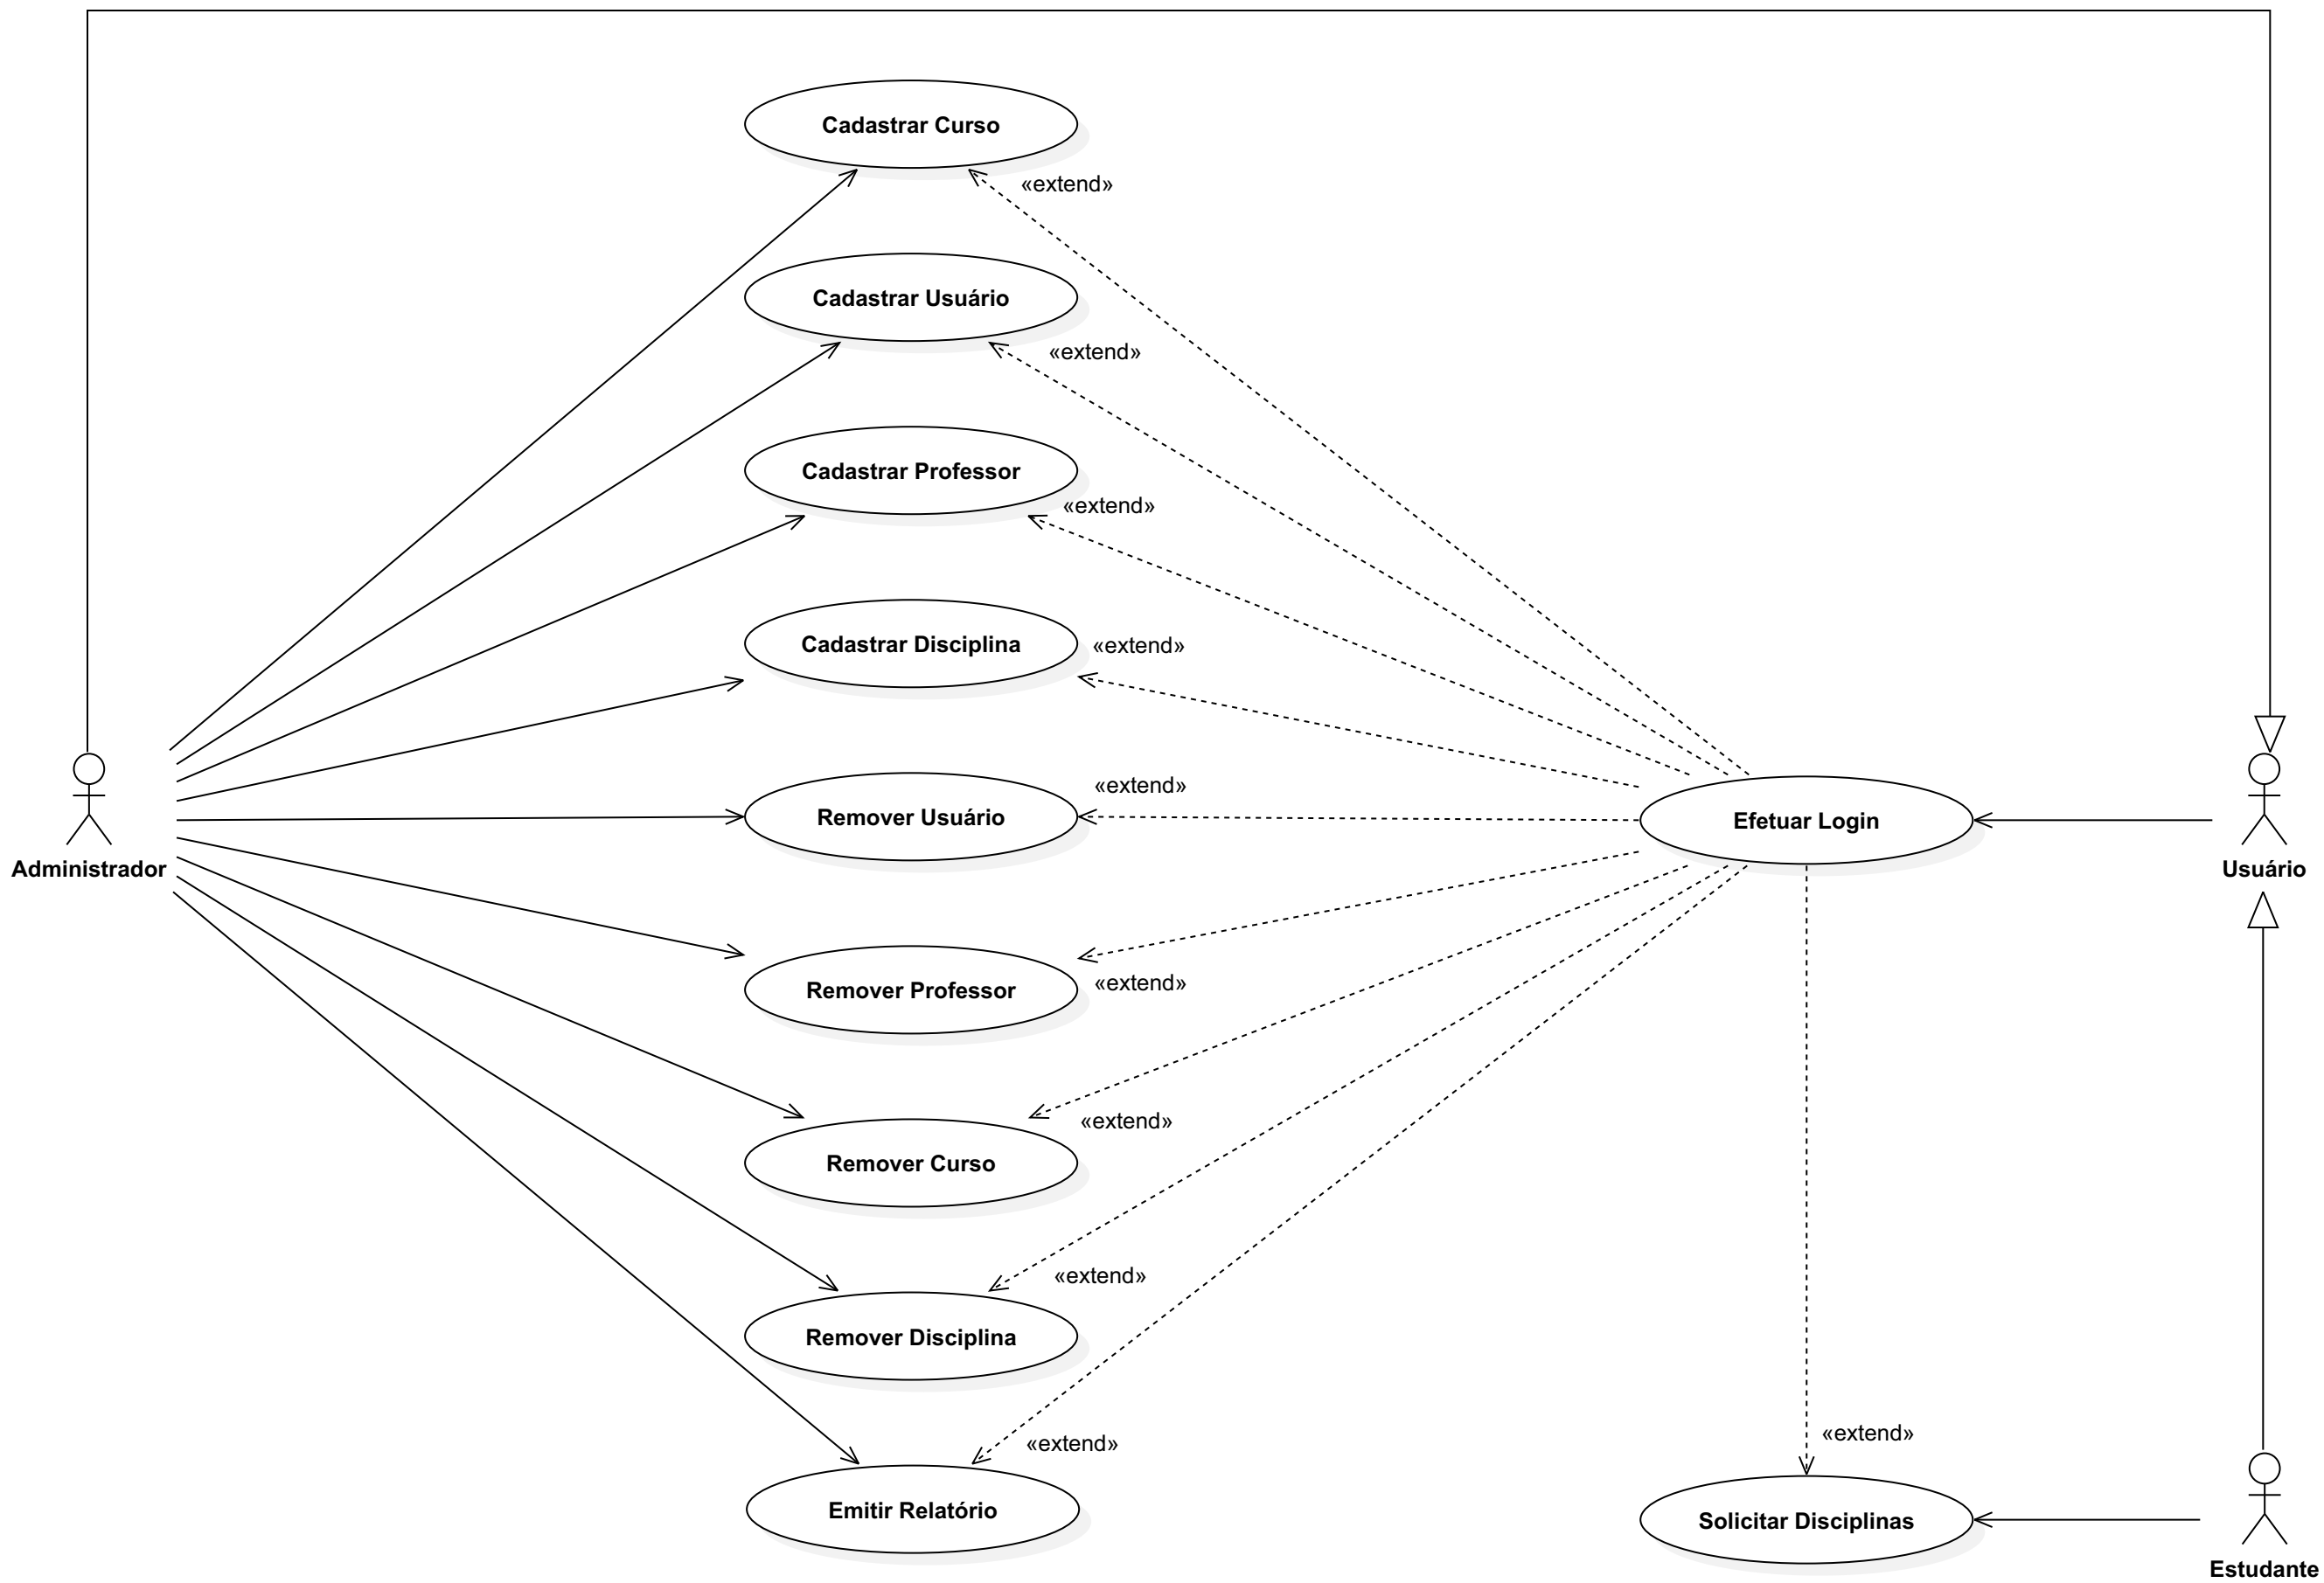 Cadastrar Curso
«extend»
Cadastrar Usuário
«extend»
Cadastrar Professor
«extend»
Cadastrar Disciplina
«extend»
Remover Usuário
«extend»
Efetuar Login
Administrador
Usuário
Remover Professor
«extend»
Remover Curso
«extend»
Remover Disciplina
«extend»
Emitir Relatório
«extend»
Solicitar Disciplinas
«extend»
Estudante